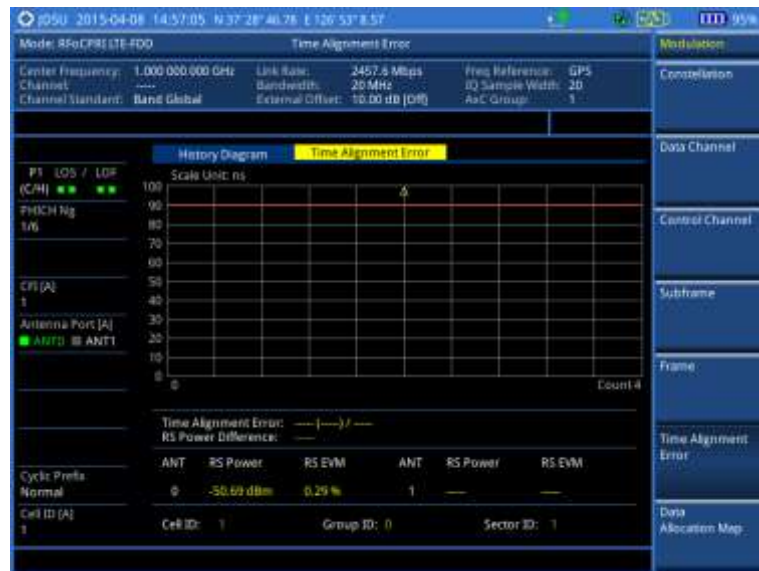 JDSU 2015-04-08 14:57:05 N 37° 28' 40.78 E 126° 53' 8.57 95%
Mode: RFoCPRI LTE-FDD Time Alignment Error Modulation
Center Frequency: 1.000 000 000 GHz Link Rate: 2457.6 Mbps Freq Reference: GPS
Channel: ---- Bandwidth: 20 MHz IQ Sample Width: 20
Channel Standard: Band Global External Offset: 10.00 dB [Off] AxC Group: 1
Constellation
Data Channel
Control Channel
Subframe
Frame
Time Alignment
Error
Data
Allocation Map
History Diagram Time Alignment Error
P1 LOS / LOF
(C/H)
PHICH Ng
1/6
CFI [A]
1
Antenna Port [A]
ANT0 ANT1
Cyclic Prefix
Normal
Cell ID [A]
1
Scale Unit: ns
100
90
80
70
60
50
40
30
20
10
0
0 Count 4
Time Alignment Error: ---- (----) / ----
RS Power Difference: ----
ANT RS Power RS EVM ANT RS Power RS EVM
0 -50.69 dBm 0.29 % 1 ---- ----
Cell ID: 1 Group ID: 0 Sector ID: 1